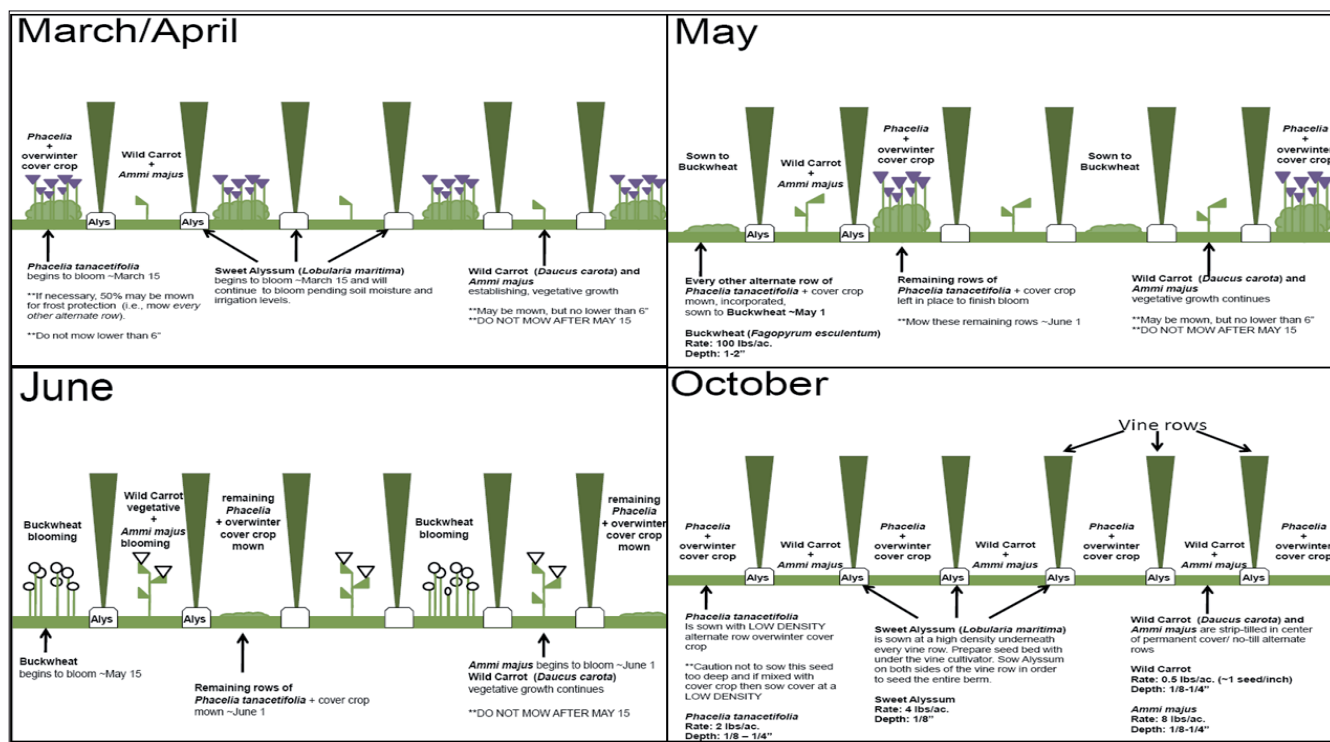 March/April
Phacelia
+
overwinter
cover crop
Wild Carrot
+
Ammi majus
Alys
Alys
Phacelia tanacetifolia
begins to bloom ~March 15
**If necessary, 50% may be mown
for frost protection (i.e., mow every
other alternate row).
**Do not mow lower than 6"
Sweet Alyssum (Lobularia maritima)
begins to bloom ~March 15 and will
continue to bloom pending soil moisture and
irrigation levels.
Wild Carrot (Daucus carota) and
Ammi majus
establishing, vegetative growth
**May be mown, but no lower than 6"
**DO NOT MOW AFTER MAY 15
May
Sown to
Buckwheat
Wild Carrot
+
Ammi majus
Phacelia
+
overwinter
cover crop
Sown to
Buckwheat
Phacelia
+
overwinter
cover crop
Alys
Alys
Every other alternate row of
Phacelia tanacetifolia + cover crop
mown, incorporated,
sown to Buckwheat ~May 1
Buckwheat (Fagopyrum esculentum)
Rate: 100 lbs/ac.
Depth: 1-2"
Remaining rows of
Phacelia tanacetifolia + cover crop
left in place to finish bloom
**Mow these remaining rows ~June 1
Wild Carrot (Daucus carota) and
Ammi majus
vegetative growth continues
**May be mown, but no lower than 6"
**DO NOT MOW AFTER MAY 15
June
Buckwheat
blooming
Wild Carrot
vegetative
+
Ammi majus
blooming
remaining
Phacelia
+ overwinter
cover crop
mown
Buckwheat
blooming
remaining
Phacelia
+ overwinter
cover crop
mown
Alys
Alys
Buckwheat
begins to bloom ~May 15
Remaining rows of
Phacelia tanacetifolia + cover crop
mown ~June 1
Ammi majus begins to bloom ~June 1
Wild Carrot (Daucus carota)
vegetative growth continues
**DO NOT MOW AFTER MAY 15
October
Vine rows
Phacelia
+ overwinter
cover crop
Wild Carrot
+
Ammi majus
Phacelia
+ overwinter
cover crop
Wild Carrot
+
Ammi majus
Phacelia
+ overwinter
cover crop
Wild Carrot
+
Ammi majus
Phacelia
+ overwinter
cover crop
Alys
Alys
Alys
Alys
Alys
Alys
Phacelia tanacetifolia
Is sown with LOW DENSITY
alternate row overwinter cover
crop
**Caution not to sow this seed
too deep and if mixed with
cover crop then sow cover at a
LOW DENSITY
Phacelia tanacetifolia
Rate: 2 lbs/ac.
Depth: 1/8 – 1/4"
Sweet Alyssum (Lobularia maritima)
is sown at a high density underneath
every vine row. Prepare seed bed with
under the vine cultivator. Sow Alyssum
on both sides of the vine row in order
to seed the entire berm.
Sweet Alyssum
Rate: 4 lbs/ac.
Depth: 1/8"
Wild Carrot (Daucus carota) and
Ammi majus are strip-tilled in center
of permanent cover/ no-till alternate
rows
Wild Carrot
Rate: 0.5 lbs/ac. (~1 seed/inch)
Depth: 1/8-1/4"
Ammi majus
Rate: 8 lbs/ac.
Depth: 1/8-1/4"